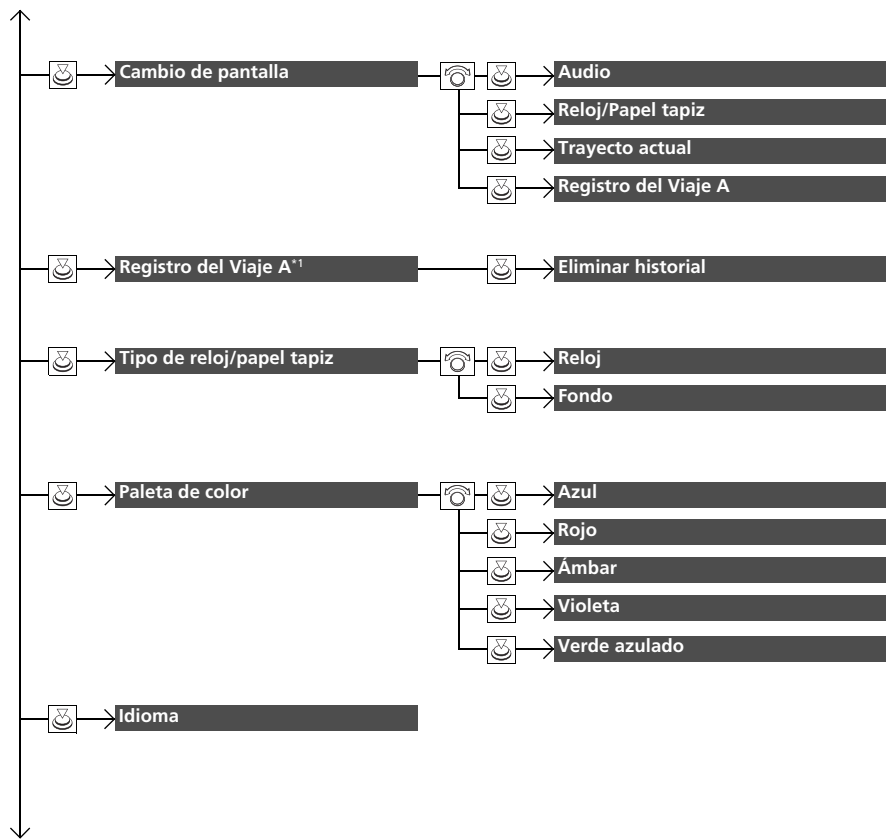 Cambio de pantalla
Audio
Reloj/Papel tapiz
Trayecto actual
Registro del Viaje A
Registro del Viaje A*1
Eliminar historial
Tipo de reloj/papel tapiz
Reloj
Fondo
Paleta de color
Azul
Rojo
Ámbar
Violeta
Verde azulado
Idioma